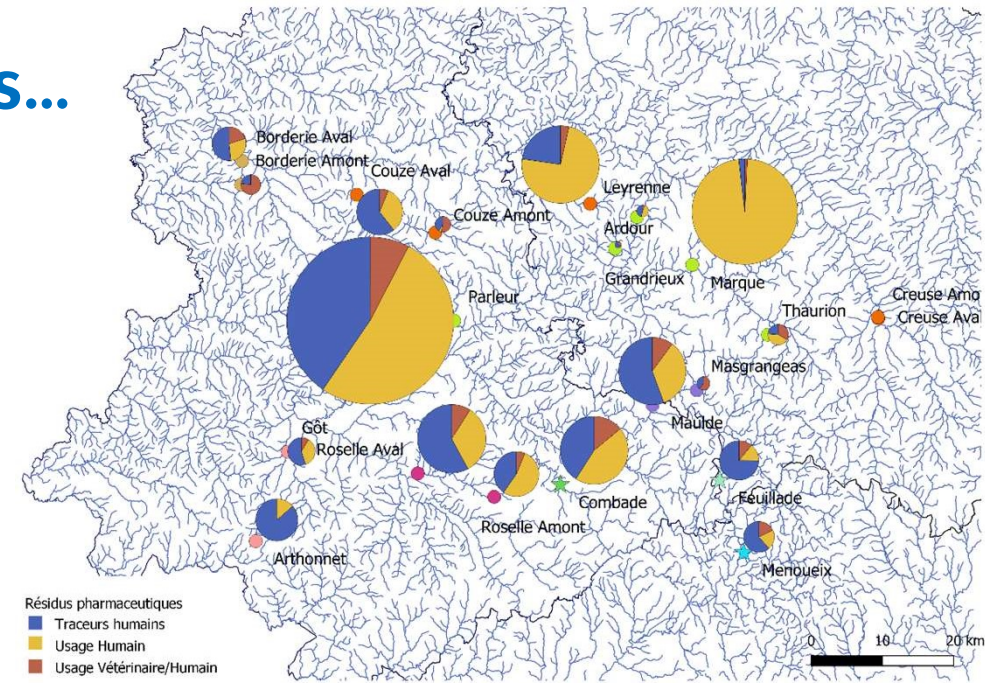 s...
Borderie Aval
Borderie Amont
Couze Aval
Couze Amont
Leyrenne
Ardour
Grandrieux
Marque
Parleur
Thaurion
Creuse Amo
Creuse Ava
Masgrangeas
Maulde
Gôt
Roselle Aval
Combade
Feuillade
Roselle Amont
Arthonnet
Menoueix
Résidus pharmaceutiques
Traceurs humains
Usage Humain
Usage Vétérinaire/Humain
0 10 20 km